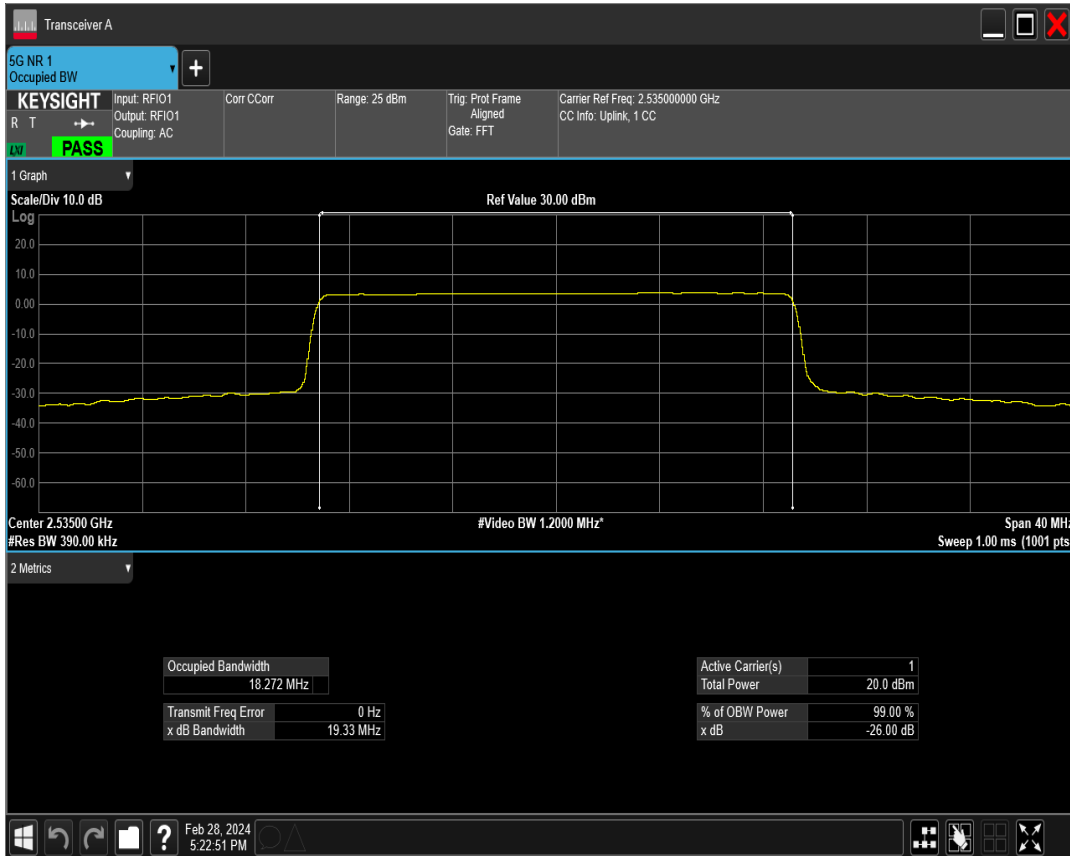 Transceiver A
5G NR 1
Occupied BW
+
KEYSIGHT
R T
LXI
PASS
Input: RFIO1
Output: RFIO1
Coupling: AC
Corr CCorr
Range: 25 dBm
Trig: Prot Frame
Aligned
Gate: FFT
Carrier Ref Freq: 2.535000000 GHz
CC Info: Uplink, 1 CC
1 Graph
Scale/Div 10.0 dB
Ref Value 30.00 dBm
Log
20.0
10.0
0.00
-10.0
-20.0
-30.0
-40.0
-50.0
-60.0
Center 2.53500 GHz
#Video BW 1.2000 MHz*
Span 40 MHz
#Res BW 390.00 kHz
Sweep 1.00 ms (1001 pts
2 Metrics
Occupied Bandwidth
18.272 MHz
Transmit Freq Error 0 Hz
x dB Bandwidth 19.33 MHz
Active Carrier(s) 1
Total Power 20.0 dBm
% of OBW Power 99.00 %
x dB -26.00 dB
?
Feb 28, 2024
5:22:51 PM